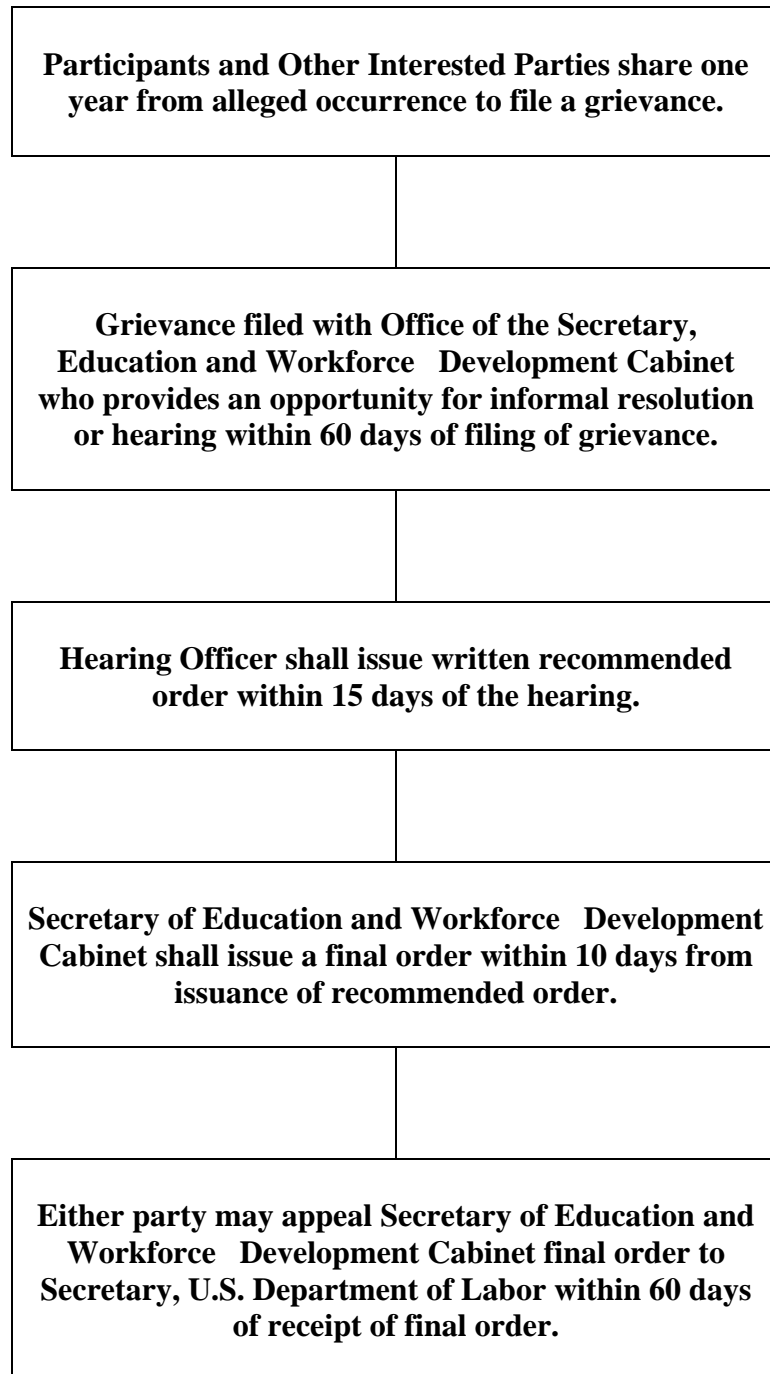 Participants and Other Interested Parties share one
year from alleged occurrence to file a grievance.
Grievance filed with Office of the Secretary,
Education and Workforce   Development Cabinet
who provides an opportunity for informal resolution
or hearing within 60 days of filing of grievance.
Hearing Officer shall issue written recommended
order within 15 days of the hearing.
Secretary of Education and Workforce   Development
Cabinet shall issue a final order within 10 days from
issuance of recommended order.
Either party may appeal Secretary of Education and
Workforce   Development Cabinet final order to
Secretary, U.S. Department of Labor within 60 days
of receipt of final order.